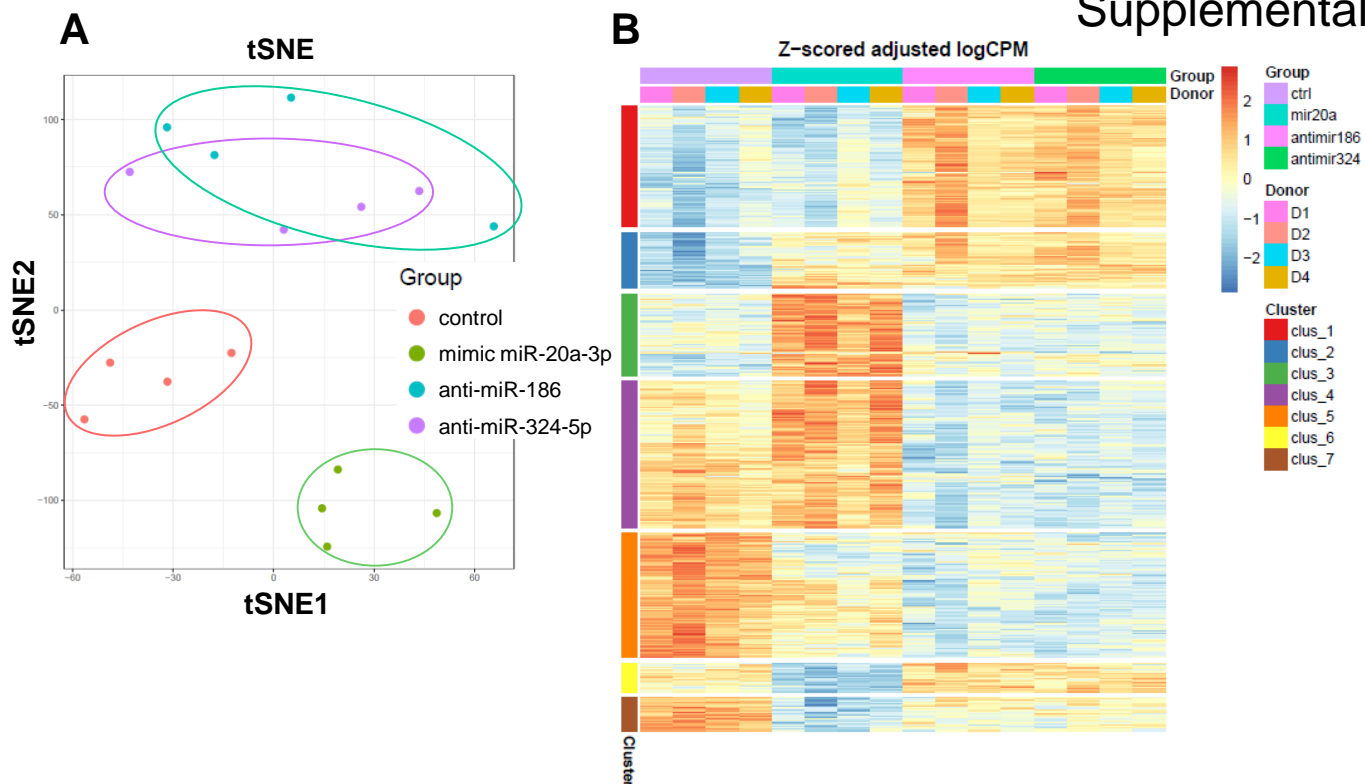 Supplemental
A
tSNE
100
50
0
−50
−100
−60
−30
0
30
60
tSNE1
tSNE2
Group
control
mimic miR-20a-3p
anti-miR-186
anti-miR-324-5p
B
Z−scored adjusted logCPM
Group
Donor
Cluster
2
1
0
−1
−2
Group
ctrl
mir20a
antimir186
antimir324
Donor
D1
D2
D3
D4
Cluster
clus_1
clus_2
clus_3
clus_4
clus_5
clus_6
clus_7